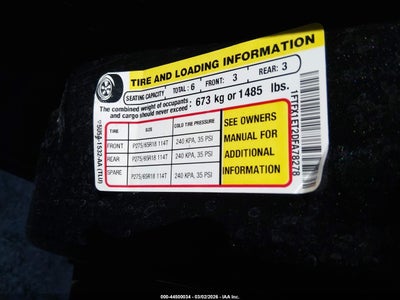 TIRE AND LOADING INFORMATION
SEATING CAPACITY TOTAL: 6 FRONT: 3 REAR: 3
The combined weight of occupants and cargo should never exceed: 673 kg or 1485 lbs.
TIRE SIZE COLD TIRE PRESSURE
FRONT P275/65R18 114T 240 KPA, 35 PSI
REAR P275/65R18 114T 240 KPA, 35 PSI
SPARE P275/65R18 114T 240 KPA, 35 PSI
SEE OWNERS
MANUAL FOR
ADDITIONAL
INFORMATION
1FTFX1ET2DFA78278
000-44500034 - 03/02/2026 - IAA Inc.